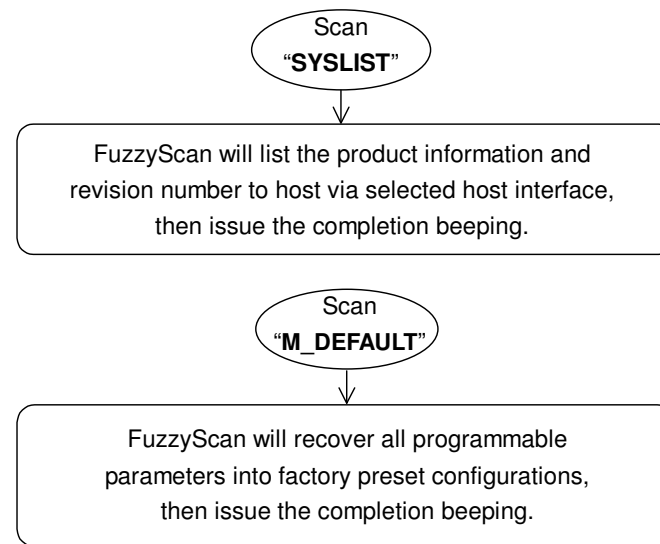 Scan
“SYSLIST”
FuzzyScan will list the product information and
revision number to host via selected host interface,
then issue the completion beeping.
Scan
“M_DEFAULT”
FuzzyScan will recover all programmable
parameters into factory preset configurations,
then issue the completion beeping.